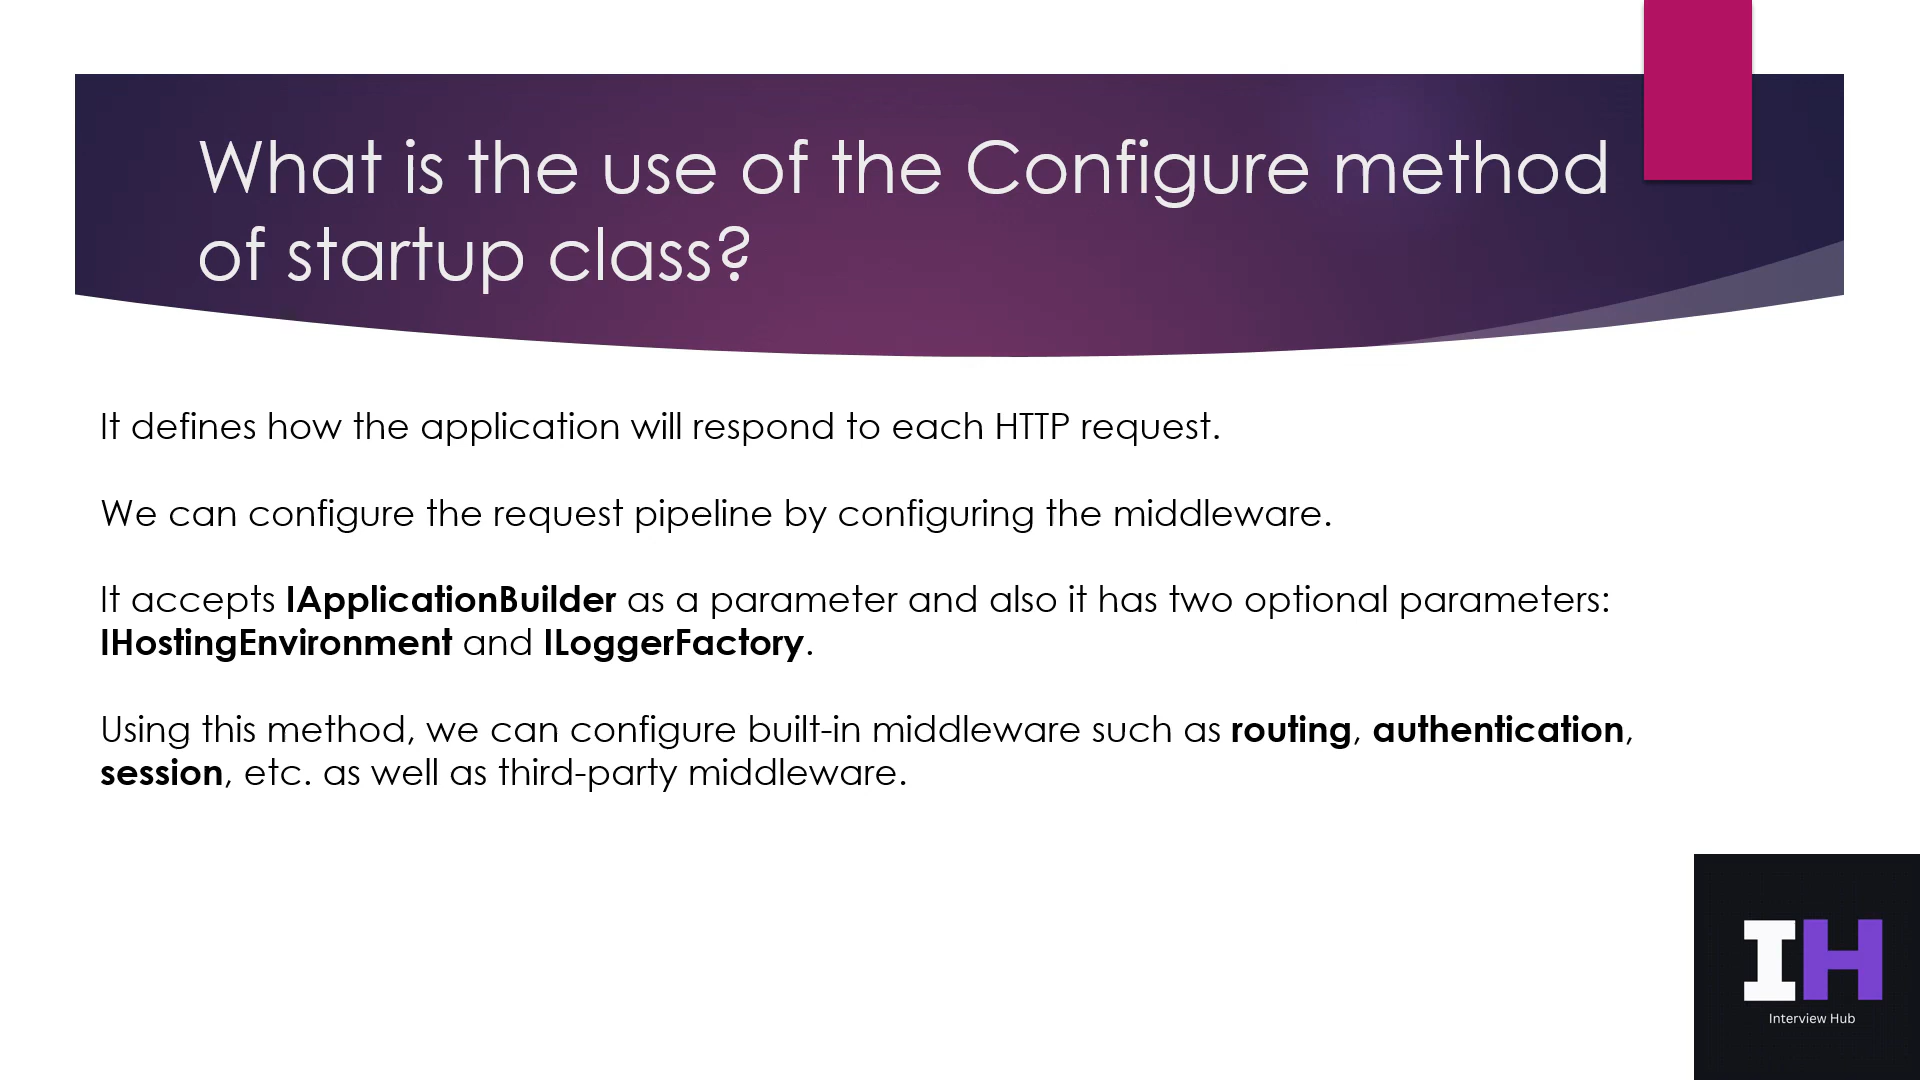 What is the use of the Configure method
of startup class?
It defines how the application will respond to each HTTP request.
We can configure the request pipeline by configuring the middleware.
It accepts IApplicationBuilder as a parameter and also it has two optional parameters:
IHostingEnvironment and ILoggerFactory.
Using this method, we can configure built-in middleware such as routing, authentication,
session, etc. as well as third-party middleware.
IH
Interview Hub